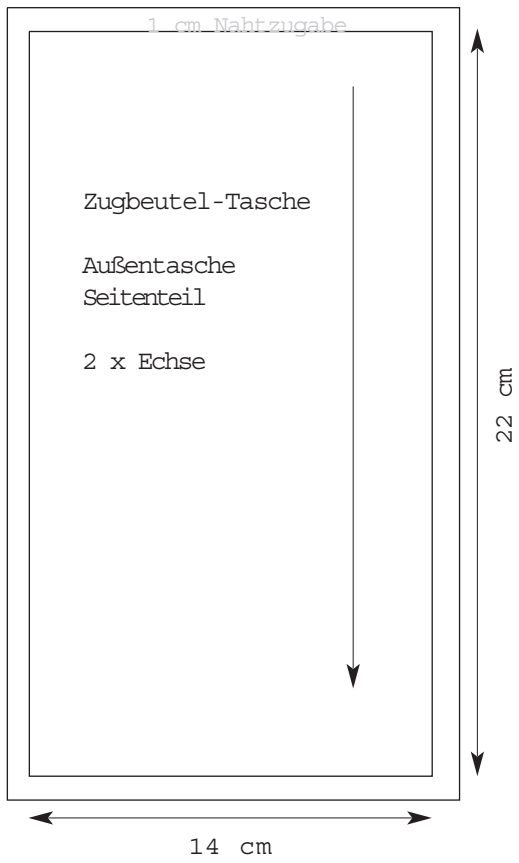 1 cm Nahtzugabe
Zugbeutel-Tasche
Außentasche
Seitenteil
2 x Echse
22 cm
14 cm